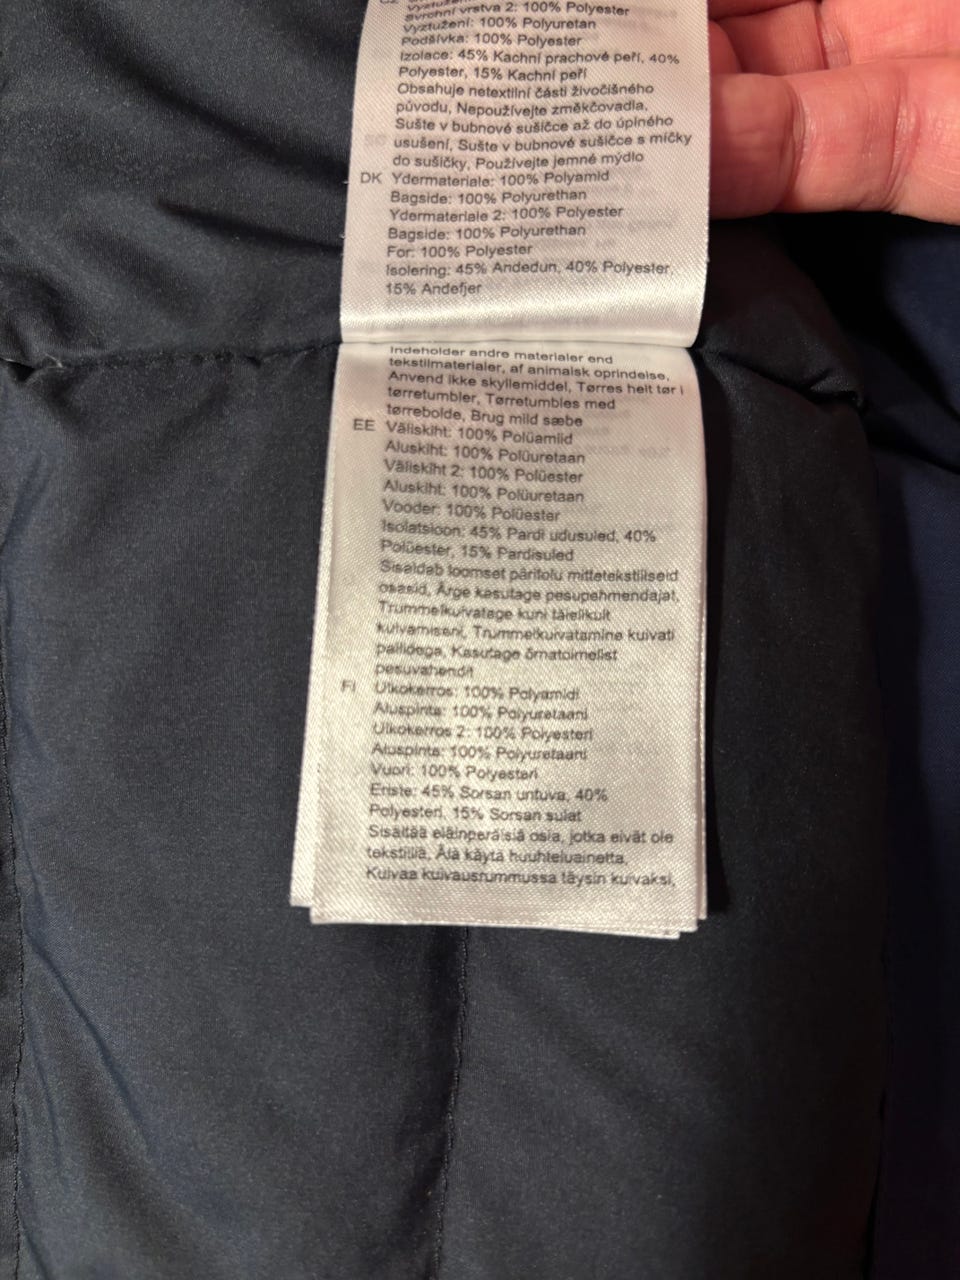 Vyztužení:
Svrchní vrstva 2: 100% Polyester
Vyztužení: 100% Polyuretan
Podšívka: 100% Polyester
Izolace: 45% Kachní prachové peří, 40%
Polyester, 15% Kachní peří
Obsahuje netextilní části živočišného
původu, Nepoužívejte změkčovadla,
Sušte v bubnové sušičce až do úplného
usušení, Sušte v bubnové sušičce s míčky
do sušičky, Používejte jemné mýdlo
DK Ydermateriale: 100% Polyamid
Bagside: 100% Polyurethan
Ydermateriale 2: 100% Polyester
Bagside: 100% Polyurethan
For: 100% Polyester
Isolering: 45% Andedun, 40% Polyester,
15% Andefjer
Indeholder andre materialer end
tekstilmaterialer, af animalsk oprindelse,
Anvend ikke skyllemiddel, Tørres helt tør i
tørretumbler, Tørretumbles med
tørrebolde, Brug mild sæbe
EE Väliskiht: 100% Polüamiid
Aluskiht: 100% Polüuretaan
Väliskiht 2: 100% Polüester
Aluskiht: 100% Polüuretaan
Vooder: 100% Polüester
Isolatsioon: 45% Pardi udusuled, 40%
Polüester, 15% Pardisuled
Sisaldab loomset päritolu mittetekstiilseid
osasid, Ärge kasutage pesupehmendajat,
Trummelkuivatage kuni täielikult
kuivamiseni, Trummelkuivatamine kuivati
pallidega, Kasutage õrnatoimelist
pesuvahendit
FI Ulkokerros: 100% Polyamidi
Aluspinta: 100% Polyuretaani
Ulkokerros 2: 100% Polyesteri
Aluspinta: 100% Polyuretaani
Vuori: 100% Polyesteri
Eriste: 45% Sorsan untuva, 40%
Polyesteri, 15% Sorsan sulat
Sisältää eläinperäisiä osia, jotka eivät ole
tekstiiliä, Älä käytä huuhteluainetta,
Kuivaa kuivausrummussa täysin kuivaksi,